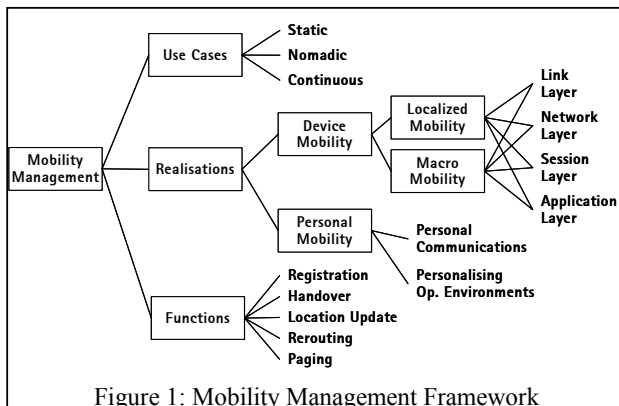 Static
Use Cases
Nomadic
Continuous
Mobility
Management
Realisations
Device
Mobility
Localized
Mobility
Macro
Mobility
Link
Layer
Network
Layer
Session
Layer
Application
Layer
Personal
Mobility
Personal
Communications
Personalising
Op. Environments
Functions
Registration
Handover
Location Update
Rerouting
Paging
Figure 1: Mobility Management Framework